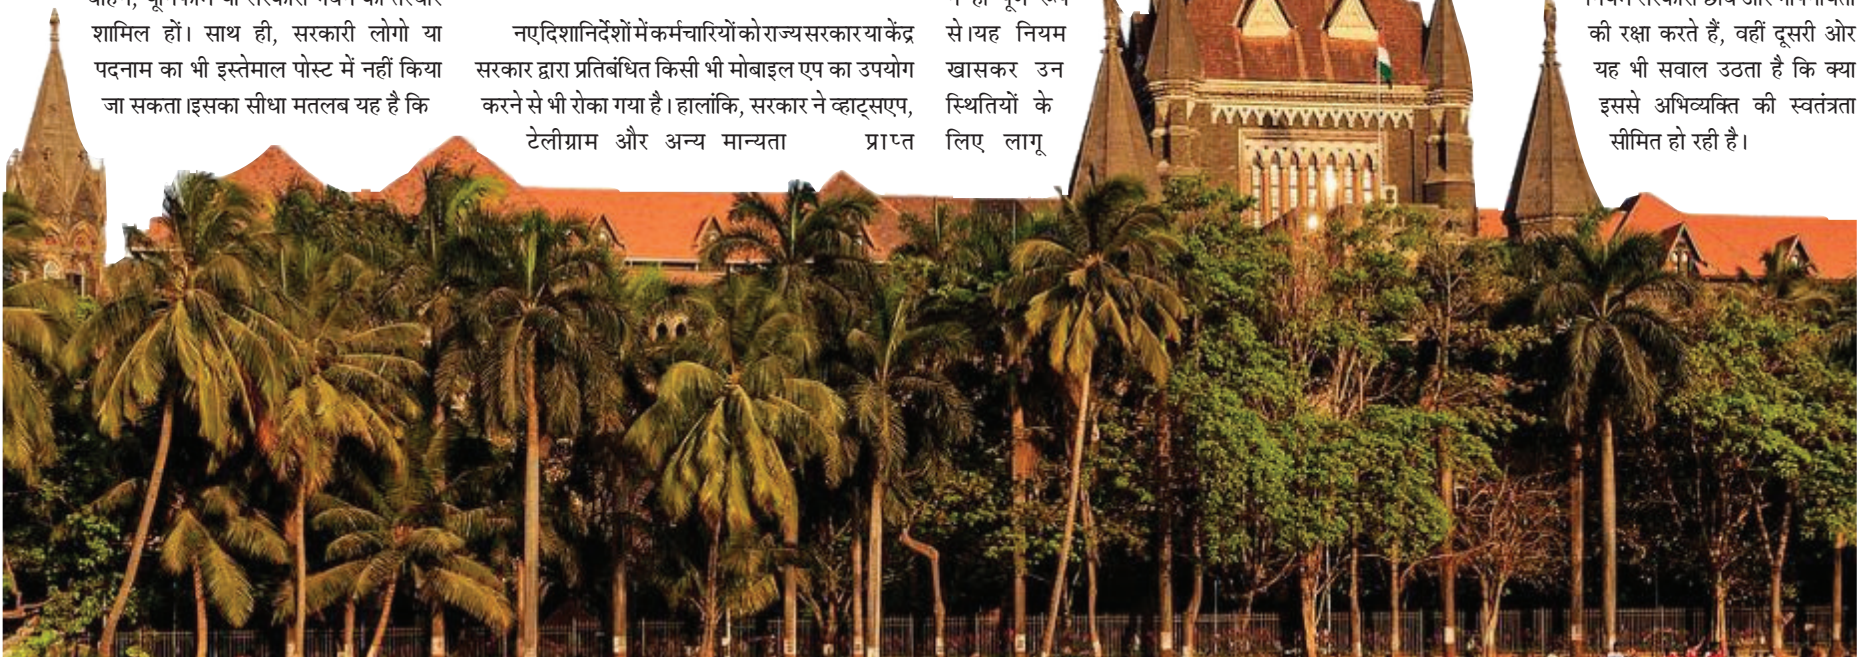 शामिल हों। साथ ही, सरकारी लोगो या
पदनाम का भी इस्तेमाल पोस्ट में नहीं किया
जा सकता।इसका सीधा मतलब यह है कि
नए दिशानिर्देशों में कर्मचारियों को राज्य सरकार या केंद्र
सरकार द्वारा प्रतिबंधित किसी भी मोबाइल एप का उपयोग
करने से भी रोका गया है। हालांकि, सरकार ने व्हाट्सएप,
टेलीग्राम और अन्य मान्यता प्राप्त
से।यह नियम
खासकर उन
स्थितियों के
लिए लागू
की रक्षा करते हैं, वहीं दूसरी ओर
यह भी सवाल उठता है कि क्या
इससे अभिव्यक्ति की स्वतंत्रता
सीमित हो रही है।